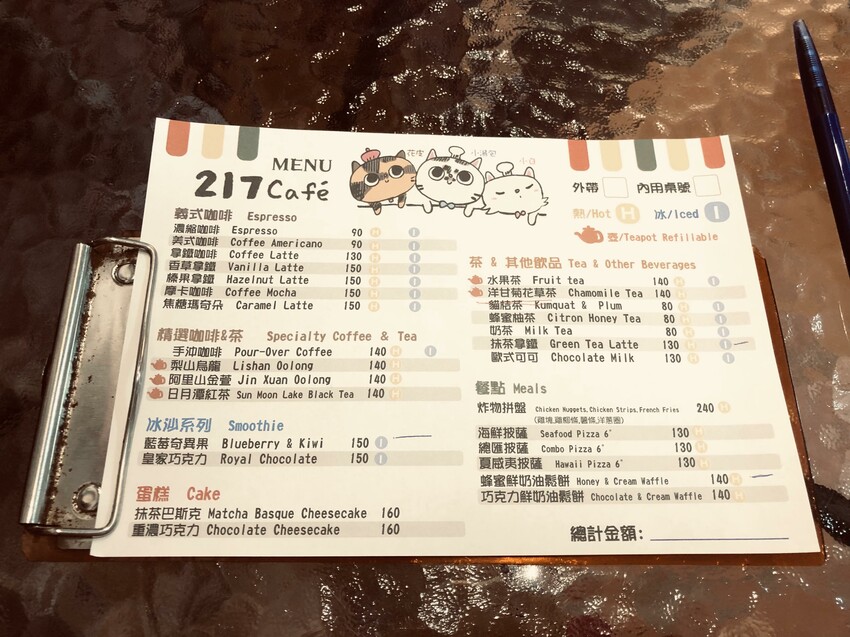 MENU
217 Café
花生
小湯包
小白
外帶 內用桌號
熱/Hot H 冰/Iced I
壺/Teapot Refillable
義式咖啡 Espresso
濃縮咖啡 Espresso 90 H I
美式咖啡 Coffee Americano 90 H I
拿鐵咖啡 Coffee Latte 130 H I
香草拿鐵 Vanilla Latte 150 H I
榛果拿鐵 Hazelnut Latte 150 H I
摩卡咖啡 Coffee Mocha 150 H I
焦糖瑪奇朵 Caramel Latte 150 H I
精選咖啡&茶 Specialty Coffee & Tea
手沖咖啡 Pour-Over Coffee 140 H I
梨山烏龍 Lishan Oolong 140 H
阿里山金萱 Jin Xuan Oolong 140 H
日月潭紅茶 Sun Moon Lake Black Tea 140 H
冰沙系列 Smoothie
藍莓奇異果 Blueberry & Kiwi 150 I
皇家巧克力 Royal Chocolate 150 I
蛋糕 Cake
抹茶巴斯克 Matcha Basque Cheesecake 160
重濃巧克力 Chocolate Cheesecake 160
茶 & 其他飲品 Tea & Other Beverages
水果茶 Fruit tea 140 H I
洋甘菊花草茶 Chamomile Tea 140 H
貓桔茶 Kumquat & Plum 80 H I
蜂蜜柚茶 Citron Honey Tea 80 H I
奶茶 Milk Tea 80 H I
抹茶拿鐵 Green Tea Latte 130 H I
歐式可可 Chocolate Milk 130 H I
餐點 Meals
炸物拼盤 Chicken Nuggets,Chicken Strips,French Fries 240 H
(雞塊,雞柳條,薯條,洋蔥圈)
海鮮披薩 Seafood Pizza 6" 130 H
總匯披薩 Combo Pizza 6" 130 H
夏威夷披薩 Hawaii Pizza 6" 130 H
蜂蜜鮮奶油鬆餅 Honey & Cream Waffle 140 H
巧克力鮮奶油鬆餅 Chocolate & Cream Waffle 140 H
總計金額: